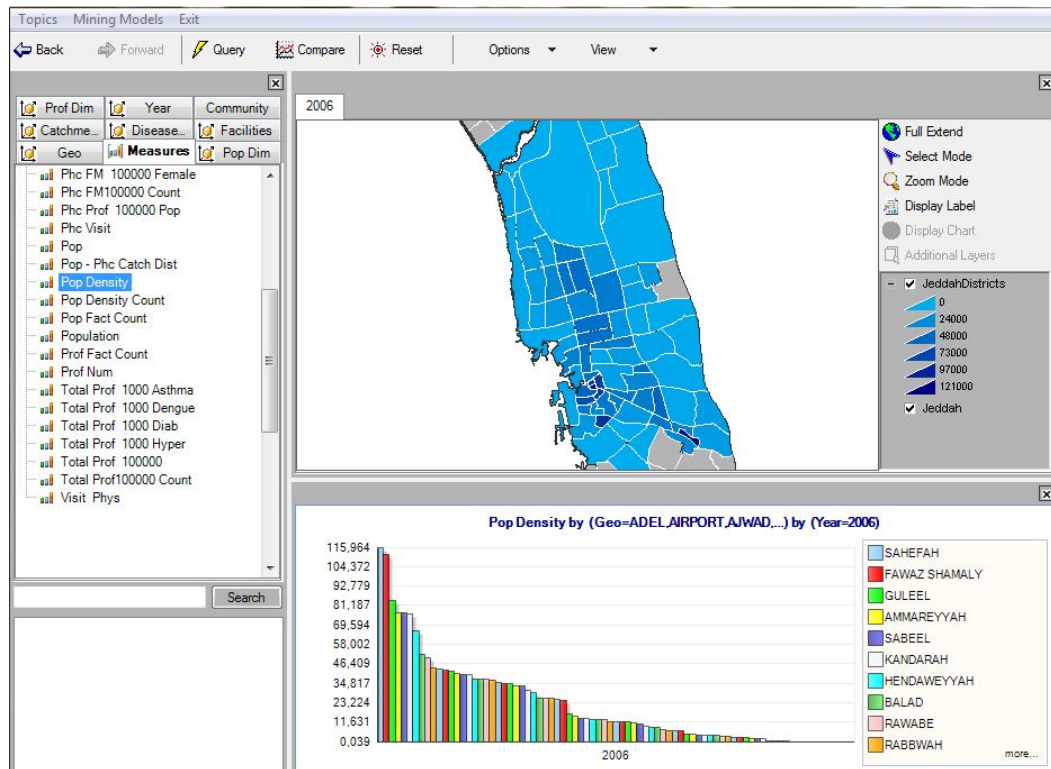 Topics Mining Models Exit
Back Forward Query Compare Reset Options View
Prof Dim Year Community
Catchme... Disease... Facilities
Geo Measures Pop Dim
Phc FM 100000 Female
Phc FM100000 Count
Phc Prof 100000 Pop
Phc Visit
Pop
Pop - Phc Catch Dist
Pop Density
Pop Density Count
Pop Fact Count
Population
Prof Fact Count
Prof Num
Total Prof 1000 Asthma
Total Prof 1000 Dengue
Total Prof 1000 Diab
Total Prof 1000 Hyper
Total Prof 100000
Total Prof100000 Count
Visit Phys
Search
2006
Full Extend
Select Mode
Zoom Mode
Display Label
Display Chart
Additional Layers
JeddahDistricts
0
24000
48000
73000
97000
121000
Jeddah
Pop Density by (Geo=ADEL,AIRPORT,AJWAD,...) by (Year=2006)
115,964
104,372
92,779
81,187
69,594
58,002
46,409
34,817
23,224
11,631
0,039
2006
SAHEFAH
FAWAZ SHAMALY
GULEEL
AMMAREYYAH
SABEEL
KANDARAH
HENDAWEYYAH
BALAD
RAWABE
RABBWAH
more...